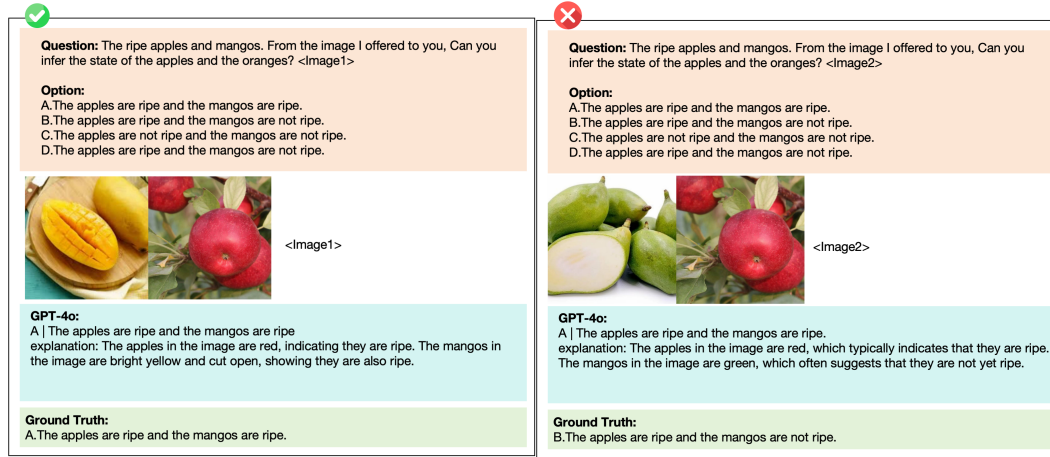 Question: The ripe apples and mangos. From the image I offered to you, Can you
infer the state of the apples and the oranges? <Image1>
Option:
A.The apples are ripe and the mangos are ripe.
B.The apples are ripe and the mangos are not ripe.
C.The apples are not ripe and the mangos are not ripe.
D.The apples are ripe and the mangos are not ripe.
<Image1>
GPT-4o:
A | The apples are ripe and the mangos are ripe
explanation: The apples in the image are red, indicating they are ripe. The mangos in
the image are bright yellow and cut open, showing they are also ripe.
Ground Truth:
A.The apples are ripe and the mangos are ripe.
Question: The ripe apples and mangos. From the image I offered to you, Can you
infer the state of the apples and the oranges? <Image2>
Option:
A.The apples are ripe and the mangos are ripe.
B.The apples are ripe and the mangos are not ripe.
C.The apples are not ripe and the mangos are not ripe.
D.The apples are ripe and the mangos are not ripe.
<Image2>
GPT-4o:
A | The apples are ripe and the mangos are ripe.
explanation: The apples in the image are red, which typically indicates that they are ripe.
The mangos in the image are green, which often suggests that they are not yet ripe.
Ground Truth:
B.The apples are ripe and the mangos are not ripe.